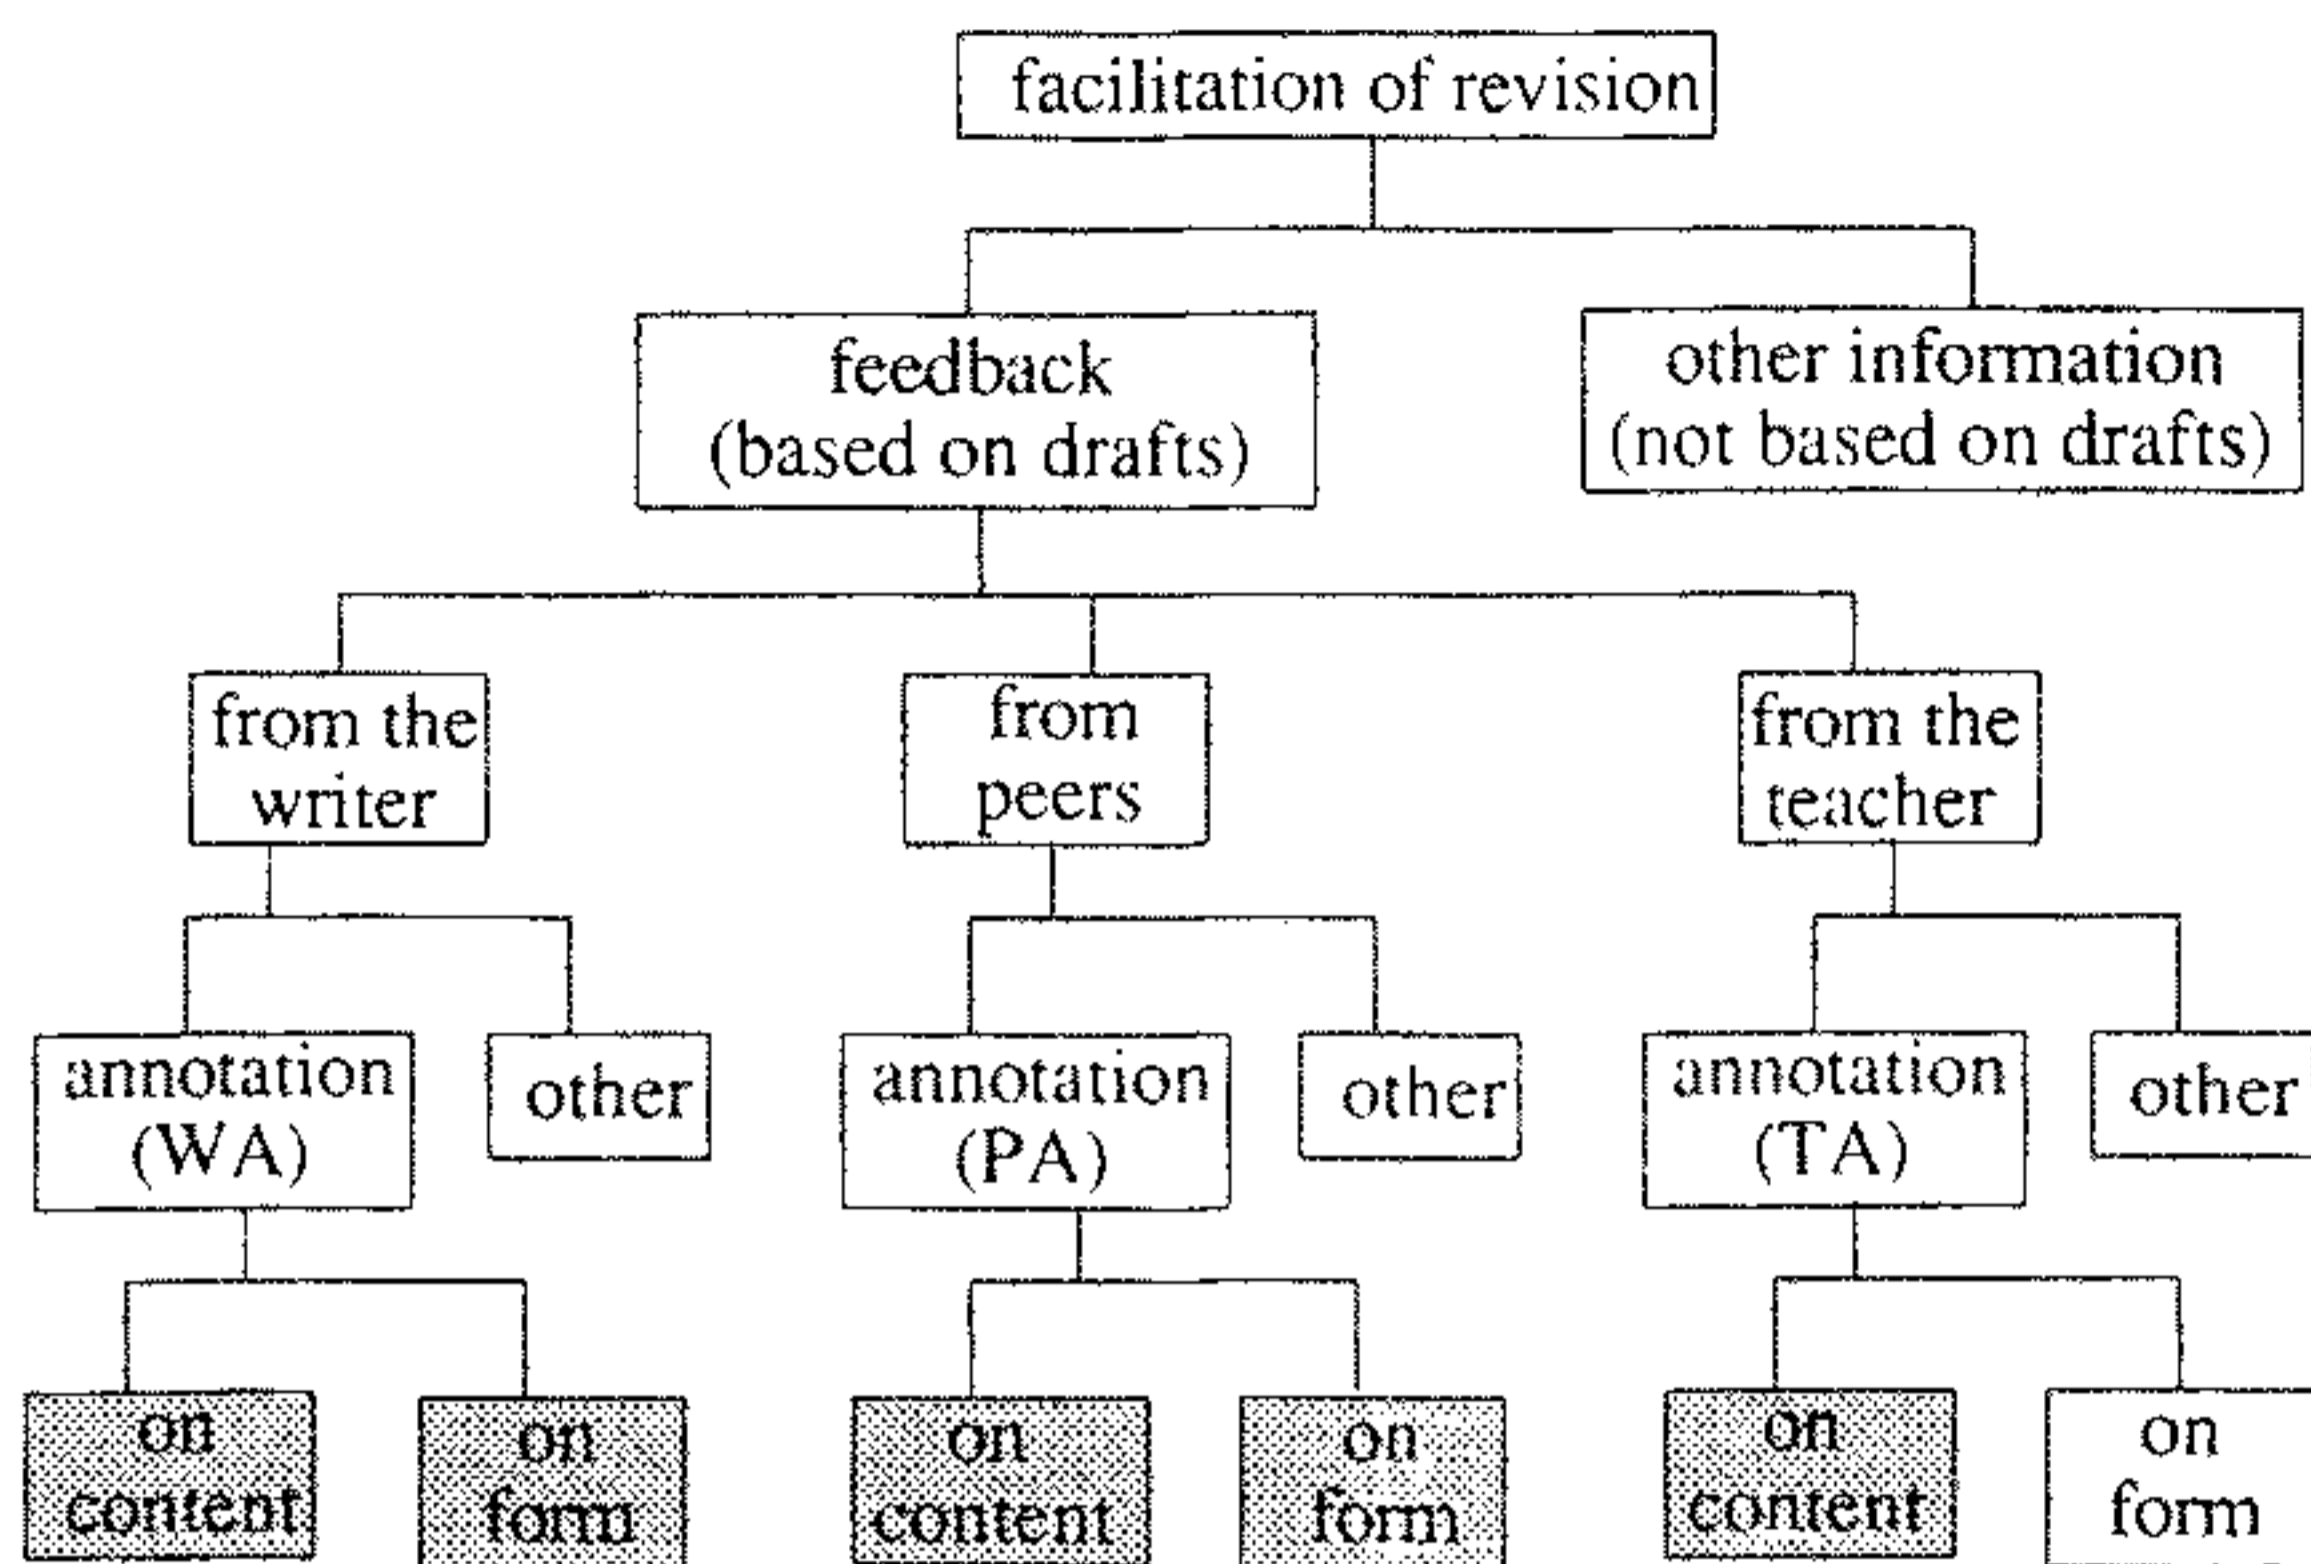 facilitation of revision
feedback
(based on drafts)
other information
(not based on drafts)
from the
writer
from
peers
from the
teacher
annotation
(WA)
other
annotation
(PA)
other
annotation
(TA)
other
on
content
on
form
on
content
on
form
on
content
on
form